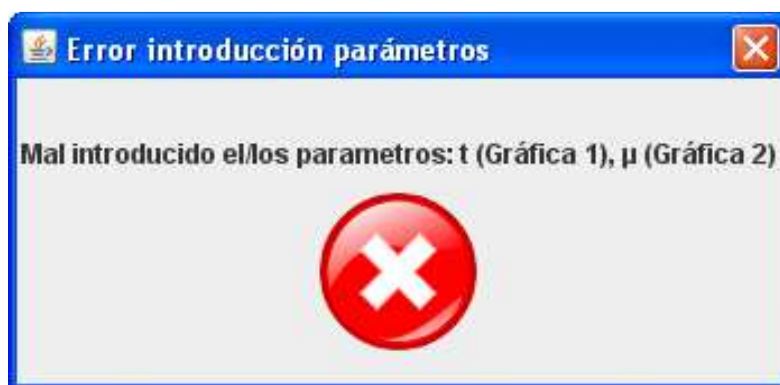 Error introducción parámetros
Mal introducido el/los parametros: t (Gráfica 1), µ (Gráfica 2)